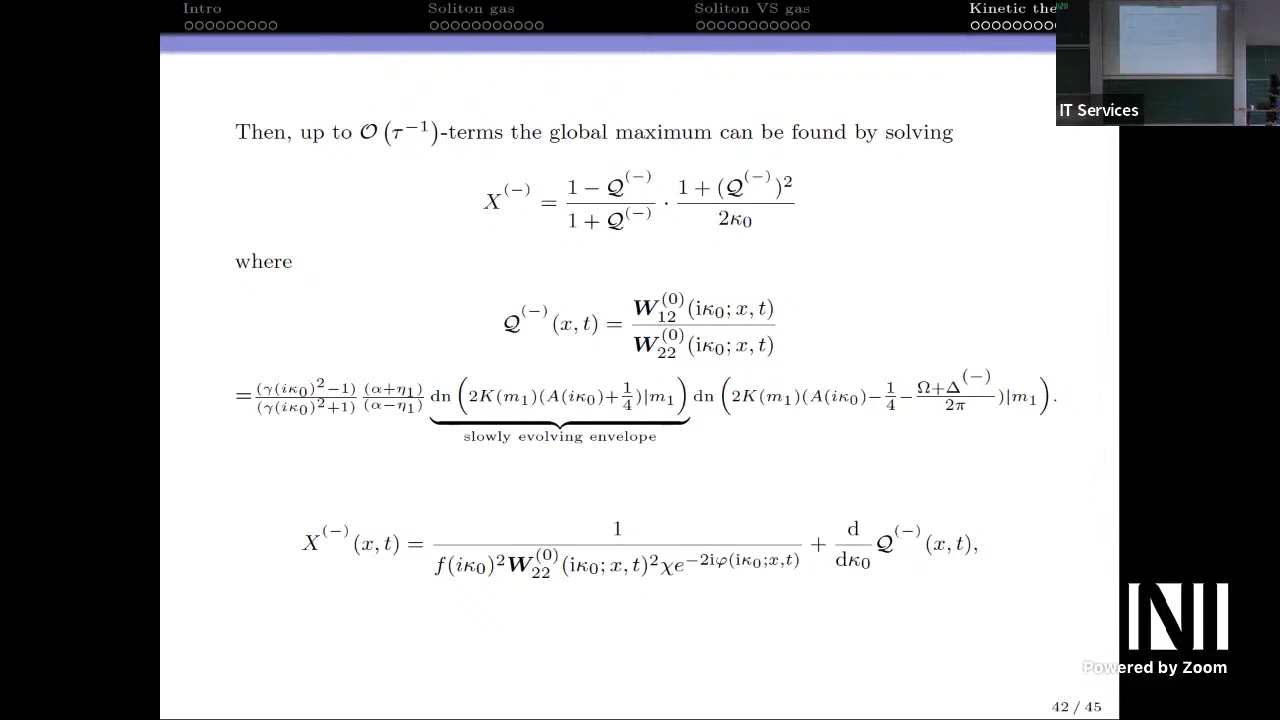 Intro Soliton gas Soliton VS gas Kinetic the
IT Services
Then, up to 𝒪(τ⁻¹)-terms the global maximum can be found by solving
X^(−) = (1 − 𝒬^(−))/(1 + 𝒬^(−)) · (1 + (𝒬^(−))²)/(2κ₀)
where
𝒬^(−)(x, t) = W₁₂^(0)(iκ₀; x, t)/W₂₂^(0)(iκ₀; x, t)
= (γ(iκ₀)²−1)/(γ(iκ₀)²+1) (α+η₁)/(α−η₁) dn(2K(m₁)(A(iκ₀)+1/4)|m₁) dn(2K(m₁)(A(iκ₀)−1/4−(Ω+Δ^(−))/(2π))|m₁).
slowly evolving envelope
X^(−)(x, t) = 1/(f(iκ₀)²W₂₂^(0)(iκ₀; x, t)²χe^(−2iφ(iκ₀;x,t)) + d/dκ₀ 𝒬^(−)(x, t),
Powered by Zoom
42 / 45